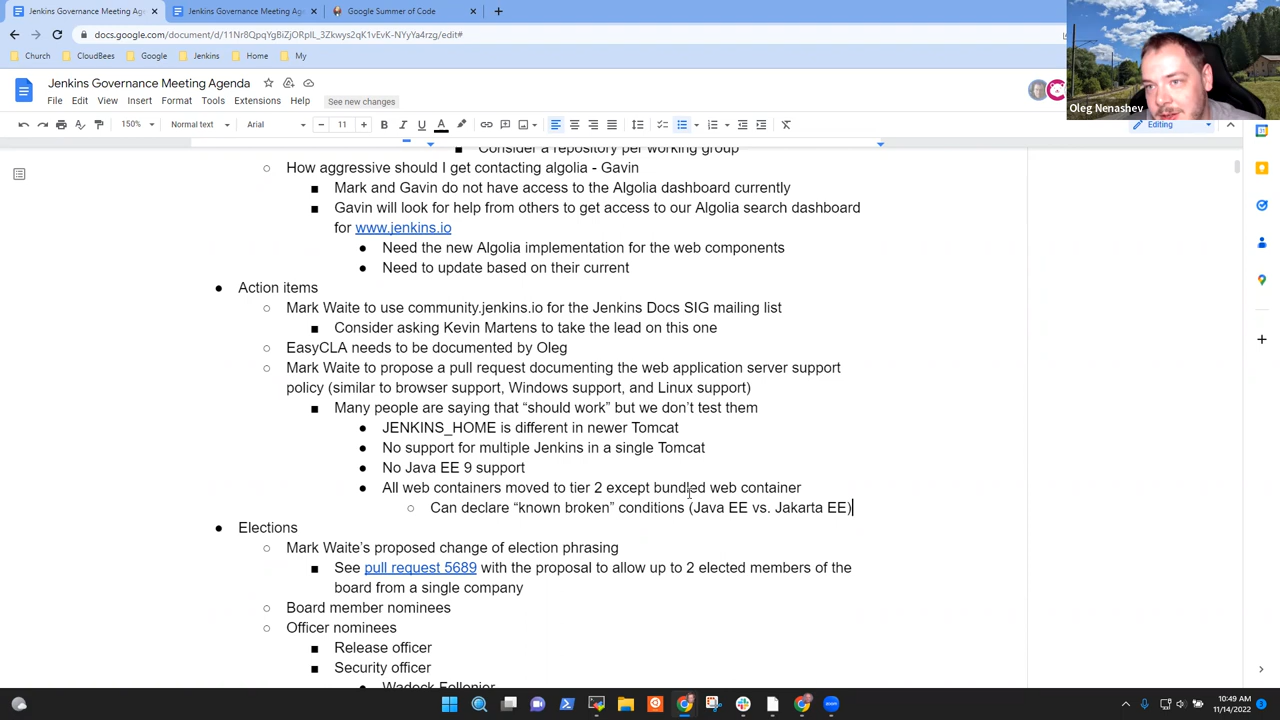 Jenkins Governance Meeting Age
Jenkins Governance Meeting Age
Google Summer of Code
docs.google.com/document/d/11Nr8QpqYgBiZjORpIL_3Zkwys2qK1vEvK-NYyYa4rzg/edit#
Church
CloudBees
Google
Jenkins
Home
My
Oleg Nenashev
Jenkins Governance Meeting Agenda
File Edit View Insert Format Tools Extensions Help See new changes
150% Normal text Arial 11 Editing
Consider a repository per working group
How aggressive should I get contacting algolia - Gavin
Mark and Gavin do not have access to the Algolia dashboard currently
Gavin will look for help from others to get access to our Algolia search dashboard
for www.jenkins.io
Need the new Algolia implementation for the web components
Need to update based on their current
Action items
Mark Waite to use community.jenkins.io for the Jenkins Docs SIG mailing list
Consider asking Kevin Martens to take the lead on this one
EasyCLA needs to be documented by Oleg
Mark Waite to propose a pull request documenting the web application server support
policy (similar to browser support, Windows support, and Linux support)
Many people are saying that “should work” but we don’t test them
JENKINS_HOME is different in newer Tomcat
No support for multiple Jenkins in a single Tomcat
No Java EE 9 support
All web containers moved to tier 2 except bundled web container
Can declare “known broken” conditions (Java EE vs. Jakarta EE)
Elections
Mark Waite’s proposed change of election phrasing
See pull request 5689 with the proposal to allow up to 2 elected members of the
board from a single company
Board member nominees
Officer nominees
Release officer
Security officer
Wadeck Follonier
10:49 AM
11/14/2022